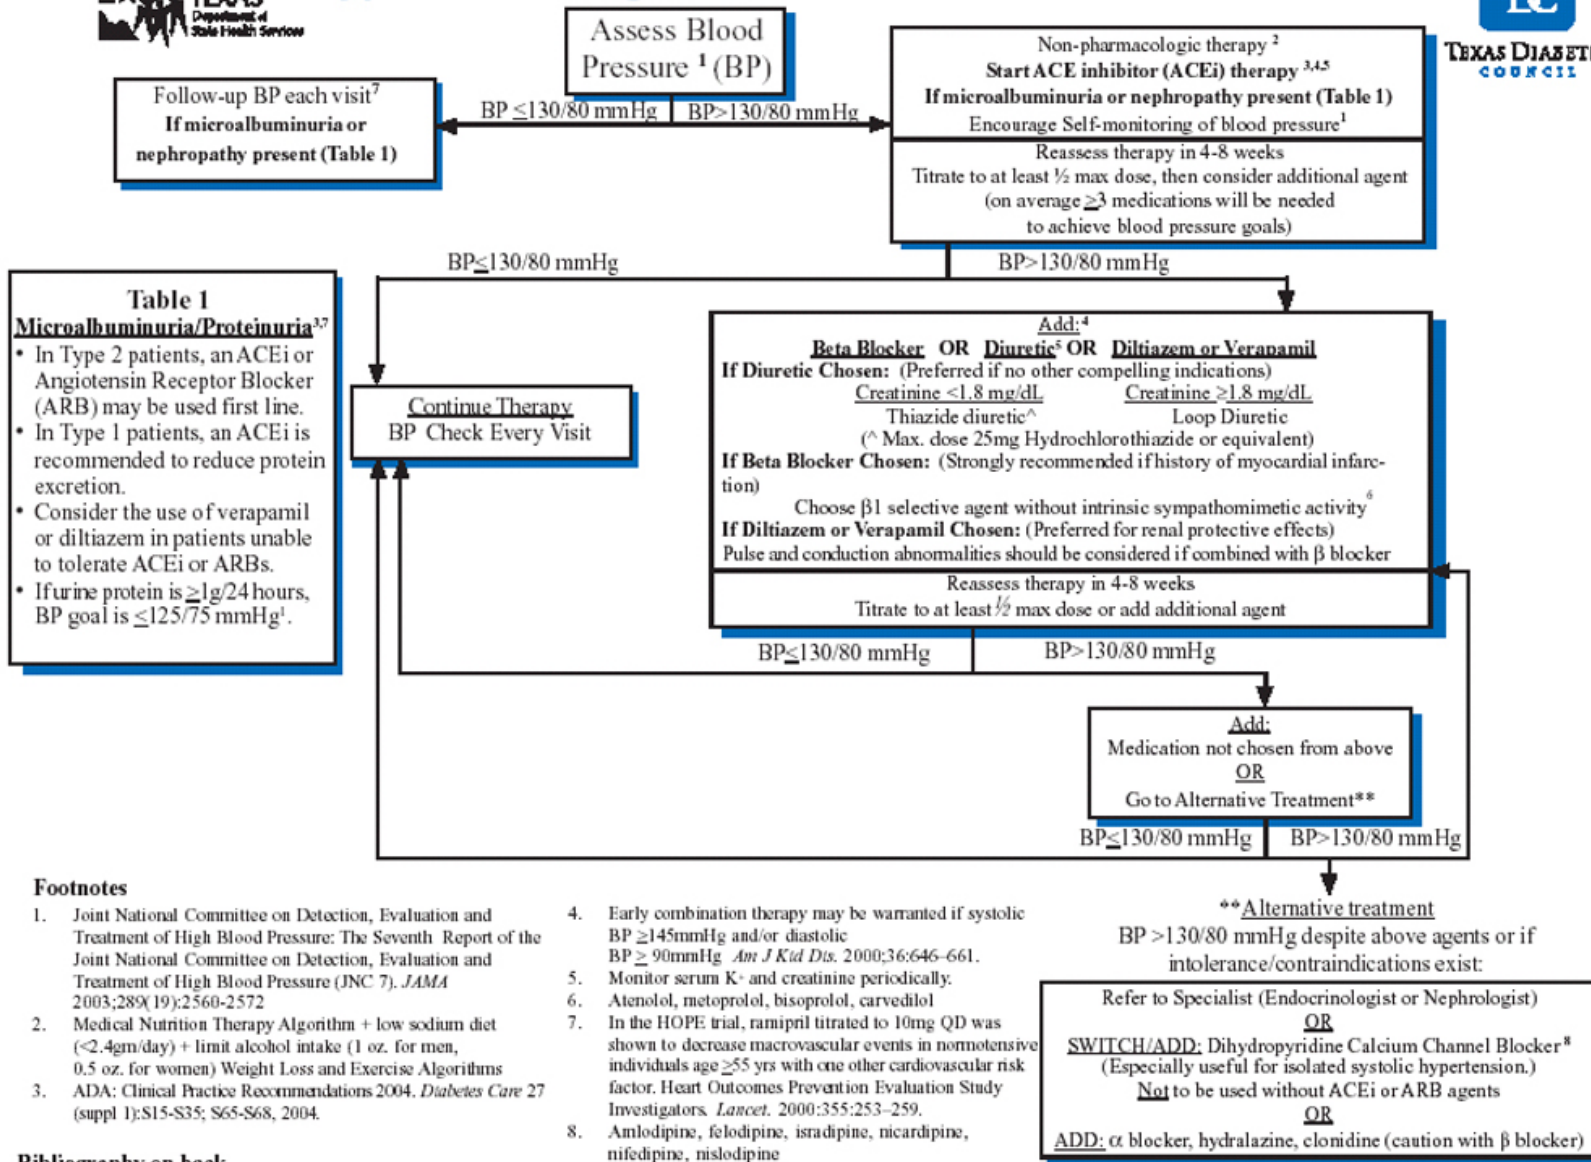 TEXAS
Department of
State Health Services
TEXAS DIABETE
COUNCIL
Assess Blood
Pressure ¹ (BP)
BP ≤130/80 mmHg
BP>130/80 mmHg
Follow-up BP each visit⁷
If microalbuminuria or
nephropathy present (Table 1)
Non-pharmacologic therapy ²
Start ACE inhibitor (ACEi) therapy ³,⁴,⁵
If microalbuminuria or nephropathy present (Table 1)
Encourage Self-monitoring of blood pressure¹
Reassess therapy in 4-8 weeks
Titrate to at least ½ max dose, then consider additional agent
(on average ≥3 medications will be needed
to achieve blood pressure goals)
BP≤130/80 mmHg
BP>130/80 mmHg
Table 1
Microalbuminuria/Proteinuria³,⁷
• In Type 2 patients, an ACEi or
Angiotensin Receptor Blocker
(ARB) may be used first line.
• In Type 1 patients, an ACEi is
recommended to reduce protein
excretion.
• Consider the use of verapamil
or diltiazem in patients unable
to tolerate ACEi or ARBs.
• If urine protein is ≥1g/24 hours,
BP goal is ≤125/75 mmHg¹.
Continue Therapy
BP Check Every Visit
Add:⁴
Beta Blocker OR Diuretic⁵ OR Diltiazem or Verapamil
If Diuretic Chosen: (Preferred if no other compelling indications)
Creatinine <1.8 mg/dL Creatinine ≥1.8 mg/dL
Thiazide diuretic^ Loop Diuretic
(^ Max. dose 25mg Hydrochlorothiazide or equivalent)
If Beta Blocker Chosen: (Strongly recommended if history of myocardial infarc-
tion)
Choose β1 selective agent without intrinsic sympathomimetic activity⁶
If Diltiazem or Verapamil Chosen: (Preferred for renal protective effects)
Pulse and conduction abnormalities should be considered if combined with β blocker
Reassess therapy in 4-8 weeks
Titrate to at least ½ max dose or add additional agent
BP≤130/80 mmHg
BP>130/80 mmHg
Add:
Medication not chosen from above
OR
Go to Alternative Treatment**
BP≤130/80 mmHg
BP>130/80 mmHg
**Alternative treatment
BP >130/80 mmHg despite above agents or if
intolerance/contraindications exist:
Refer to Specialist (Endocrinologist or Nephrologist)
OR
SWITCH/ADD: Dihydropyridine Calcium Channel Blocker⁸
(Especially useful for isolated systolic hypertension.)
Not to be used without ACEi or ARB agents
OR
ADD: α blocker, hydralazine, clonidine (caution with β blocker)
Footnotes
1. Joint National Committee on Detection, Evaluation and
Treatment of High Blood Pressure: The Seventh Report of the
Joint National Committee on Detection, Evaluation and
Treatment of High Blood Pressure (JNC 7). JAMA
2003;289(19):2560-2572
2. Medical Nutrition Therapy Algorithm + low sodium diet
(<2.4gm/day) + limit alcohol intake (1 oz. for men,
0.5 oz. for women) Weight Loss and Exercise Algorithms
3. ADA: Clinical Practice Recommendations 2004. Diabetes Care 27
(suppl 1):S15-S35; S65-S68, 2004.
4. Early combination therapy may be warranted if systolic
BP ≥145mmHg and/or diastolic
BP ≥ 90mmHg Am J Kid Dis. 2000;36:646–661.
5. Monitor serum K+ and creatinine periodically.
6. Atenolol, metoprolol, bisoprolol, carvedilol
7. In the HOPE trial, ramipril titrated to 10mg QD was
shown to decrease macrovascular events in normotensive
individuals age ≥55 yrs with one other cardiovascular risk
factor. Heart Outcomes Prevention Evaluation Study
Investigators. Lancet. 2000:355:253–259.
8. Amlodipine, felodipine, isradipine, nicardipine,
nifedipine, nislodipine
Bibliography on back